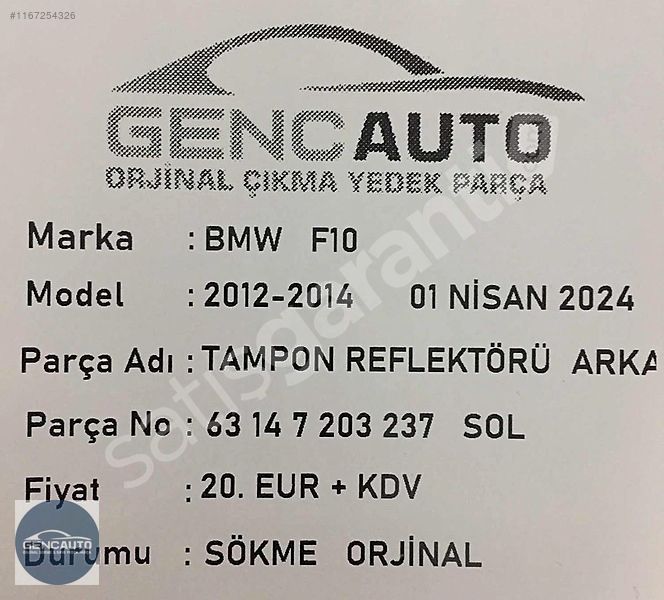 #1167254326
GENCAUTO
ORJİNAL ÇIKMA YEDEK PARÇA
Marka : BMW F10
Model : 2012-2014 01 NİSAN 2024
Parça Adı : TAMPON REFLEKTÖRÜ ARKA
Parça No : 63 14 7 203 237 SOL
Fiyat : 20. EUR + KDV
Durumu : SÖKME ORJİNAL
GENCAUTO
satışgaranti